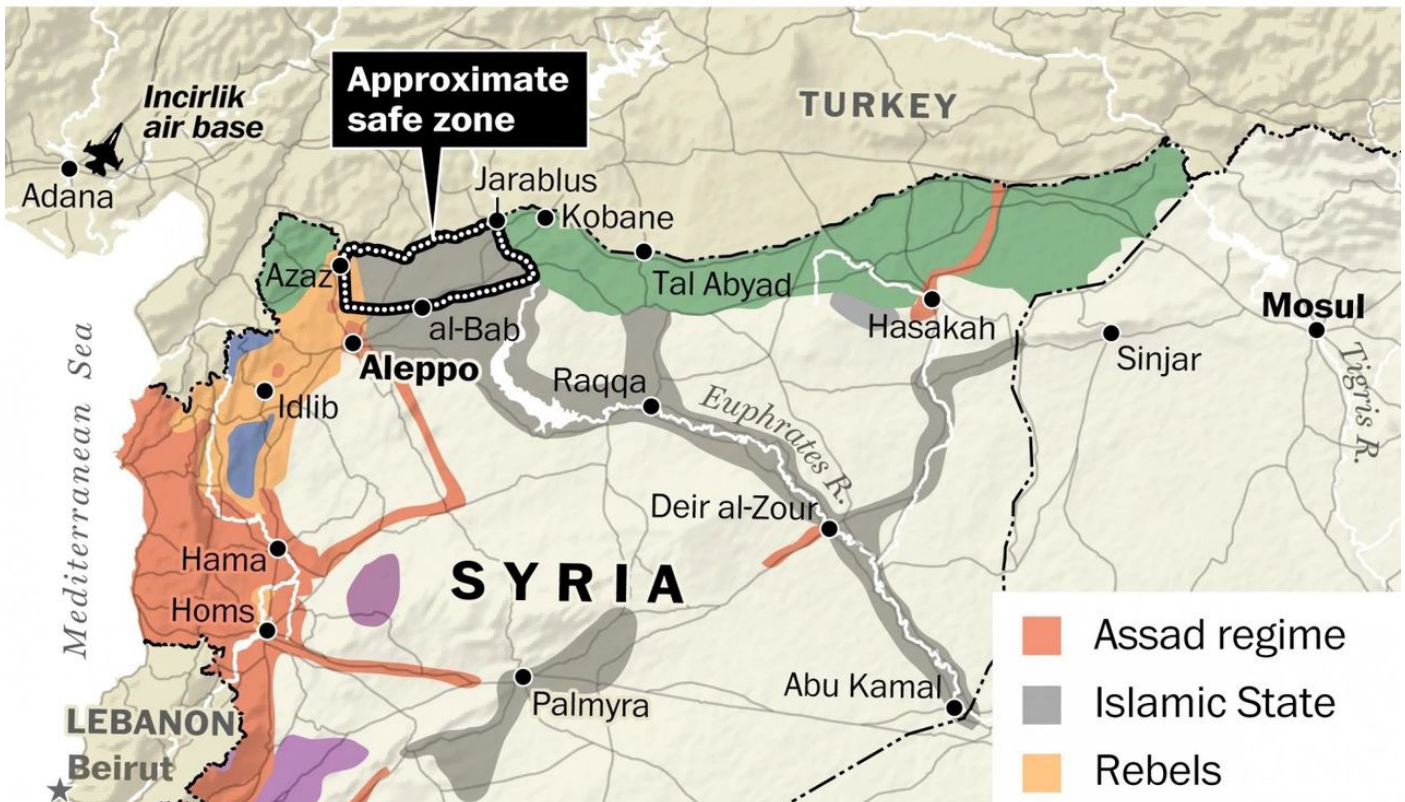 Approximate
safe zone
Incirlik
air base
TURKEY
Adana
Jarablus
Kobane
Azaz
Tal Abyad
al-Bab
Hasakah
Mosul
Aleppo
Sinjar
Mediterranean Sea
Idlib
Raqqa
Euphrates R.
Tigris R.
Deir al-Zour
Hama
SYRIA
Homs
Assad regime
Abu Kamal
Islamic State
Palmyra
LEBANON
Beirut
Rebels